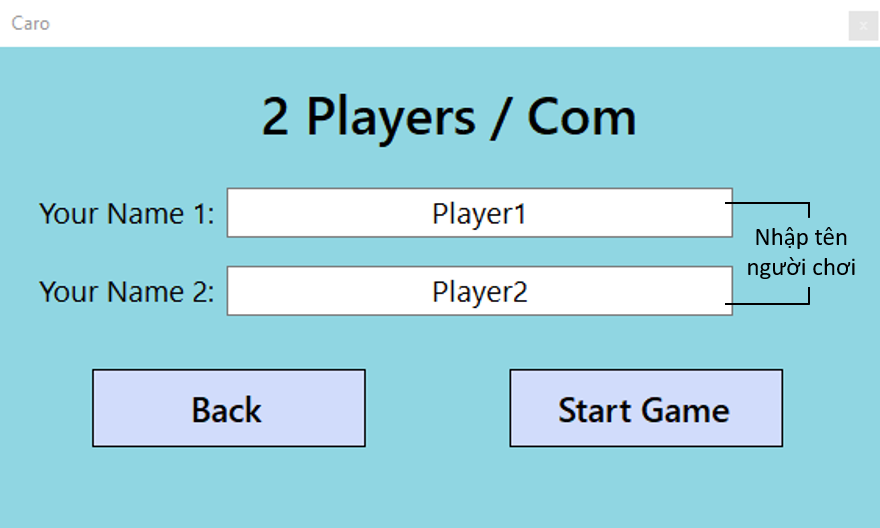 Caro
x
2 Players / Com
Your Name 1:
Player1
Nhập tên
người chơi
Your Name 2:
Player2
Back
Start Game